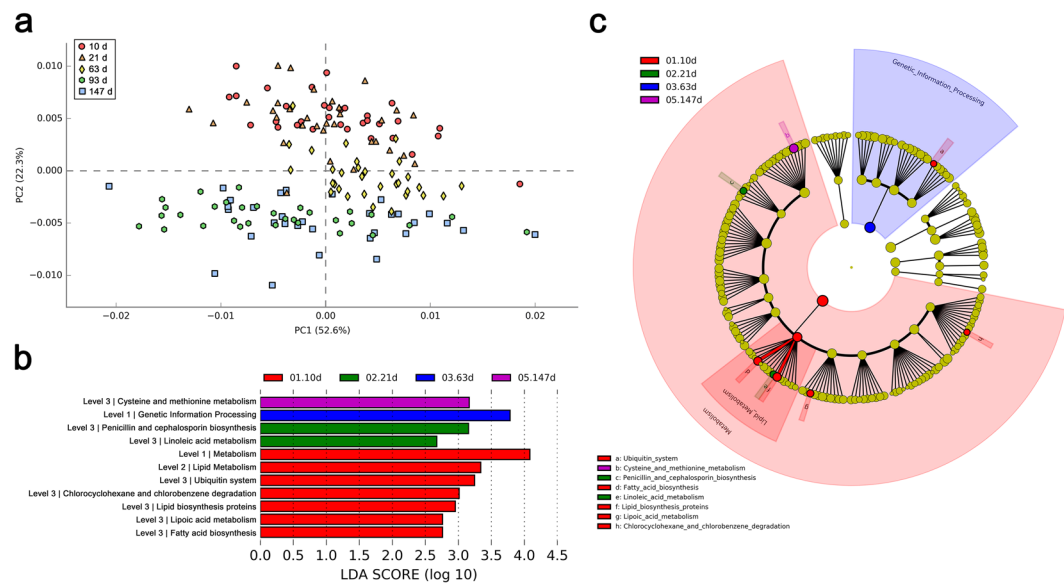 a
10 d
21 d
63 d
93 d
147 d
0.010
0.005
0.000
−0.005
−0.010
PC2 (22.3%)
−0.02
−0.01
0.00
0.01
0.02
PC1 (52.6%)
b
01.10d
02.21d
03.63d
05.147d
Level 3 | Cysteine and methionine metabolism
Level 1 | Genetic Information Processing
Level 3 | Penicillin and cephalosporin biosynthesis
Level 3 | Linoleic acid metabolism
Level 1 | Metabolism
Level 2 | Lipid Metabolism
Level 3 | Ubiquitin system
Level 3 | Chlorocyclohexane and chlorobenzene degradation
Level 3 | Lipid biosynthesis proteins
Level 3 | Lipoic acid metabolism
Level 3 | Fatty acid biosynthesis
0.0 0.5 1.0 1.5 2.0 2.5 3.0 3.5 4.0 4.5
LDA SCORE (log 10)
c
01.10d
02.21d
03.63d
05.147d
Genetic_Information_Processing
a
b
c
d
e
f
g
h
Lipid_Metabolism
Metabolism
a: Ubiquitin_system
b: Cysteine_and_methionine_metabolism
c: Penicillin_and_cephalosporin_biosynthesis
d: Fatty_acid_biosynthesis
e: Linoleic_acid_metabolism
f: Lipid_biosynthesis_proteins
g: Lipoic_acid_metabolism
h: Chlorocyclohexane_and_chlorobenzene_degradation